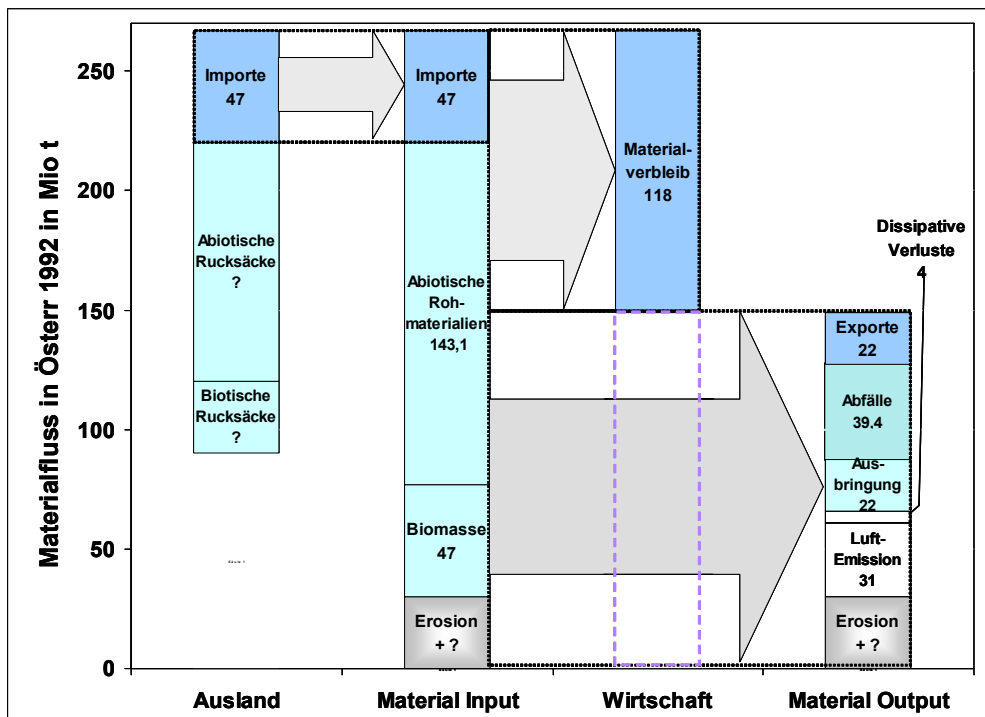 Materialfluss in Österr 1992 in Mio t
250
200
150
100
50
0
Importe
47
Abiotische
Rucksäcke
?
Biotische
Rucksäcke
?
Importe
47
Abiotische
Roh-
materialien
143,1
Biomasse
47
Erosion
+ ?
Material-
verbleib
118
Dissipative
Verluste
4
Exporte
22
Abfälle
39,4
Aus-
bringung
22
Luft-
Emission
31
Erosion
+ ?
Ausland
Material Input
Wirtschaft
Material Output